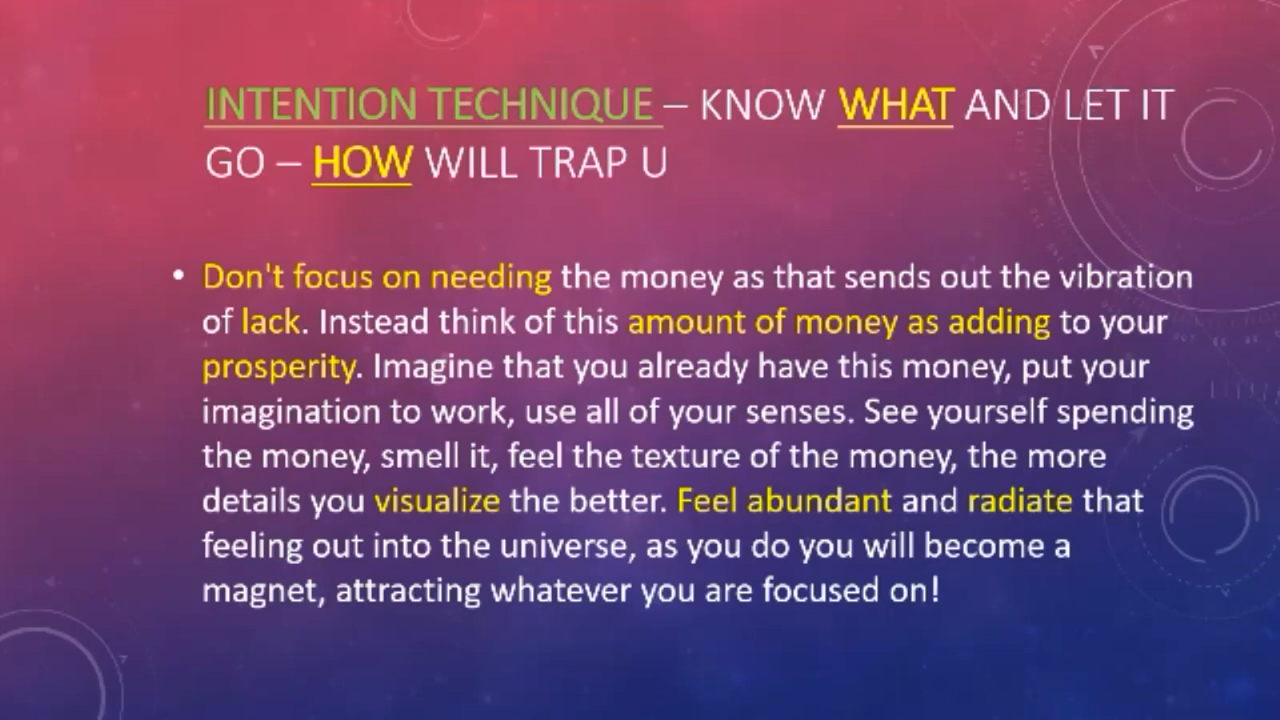 INTENTION TECHNIQUE – KNOW WHAT AND LET IT
GO – HOW WILL TRAP U
• Don't focus on needing the money as that sends out the vibration
of lack. Instead think of this amount of money as adding to your
prosperity. Imagine that you already have this money, put your
imagination to work, use all of your senses. See yourself spending
the money, smell it, feel the texture of the money, the more
details you visualize the better. Feel abundant and radiate that
feeling out into the universe, as you do you will become a
magnet, attracting whatever you are focused on!